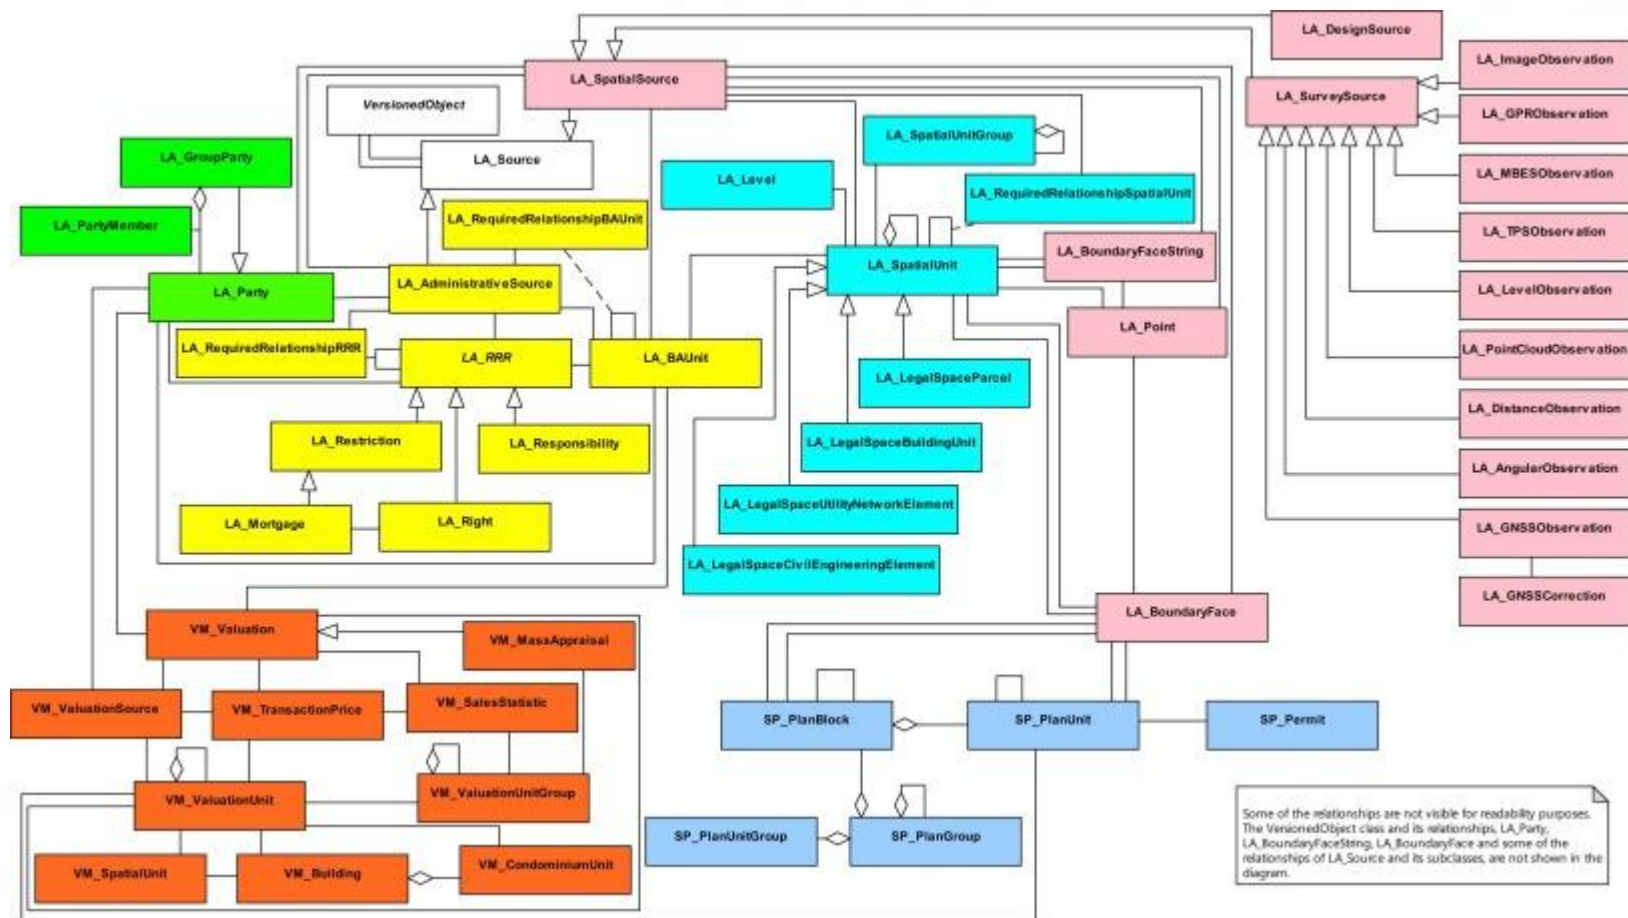 LA_DesignSource
LA_ImageObservation
LA_SpatialSource
LA_SurveySource
VersionedObject
LA_GPRObservation
LA_SpatialUnitGroup
LA_GroupParty
LA_Source
LA_Level
LA_MBESObservation
LA_RequiredRelationshipSpatialUnit
LA_RequiredRelationshipBAUnit
LA_PartyMember
LA_TPSObservation
LA_BoundaryFaceString
LA_SpatialUnit
LA_AdministrativeSource
LA_Party
LA_LevelObservation
LA_Point
LA_RequiredRelationshipRRR
LA_RRR
LA_BAUnit
LA_PointCloudObservation
LA_LegalSpaceParcel
LA_DistanceObservation
LA_Restriction
LA_Responsibility
LA_LegalSpaceBuildingUnit
LA_AngularObservation
LA_LegalSpaceUtilityNetworkElement
LA_Mortgage
LA_Right
LA_GNSSObservation
LA_LegalSpaceCivilEngineeringElement
LA_GNSSCorrection
LA_BoundaryFace
VM_Valuation
VM_MassAppraisal
VM_ValuationSource
VM_TransactionPrice
VM_SalesStatistic
SP_PlanBlock
SP_PlanUnit
SP_Permit
VM_ValuationUnit
VM_ValuationUnitGroup
SP_PlanUnitGroup
SP_PlanGroup
VM_SpatialUnit
VM_Building
VM_CondominiumUnit
Some of the relationships are not visible for readability purposes.
The VersionedObject class and its relationships, LA_Party,
LA_BoundaryFaceString, LA_BoundaryFace and some of the
relationships of LA_Source and its subclasses, are not shown in the
diagram.